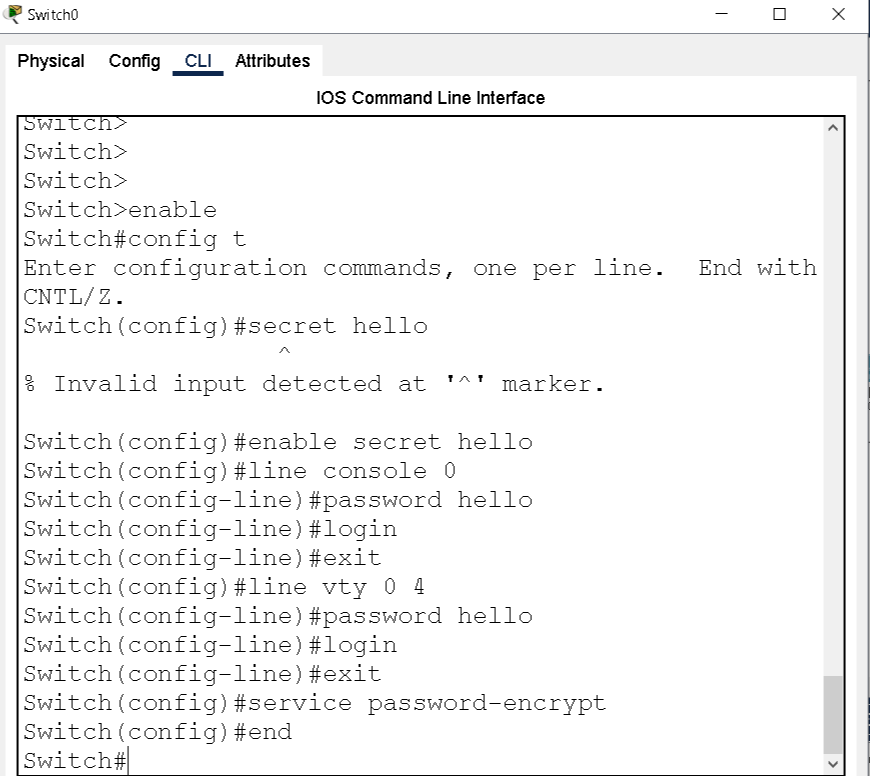 Switch0
Physical Config CLI Attributes
IOS Command Line Interface
Switch>
Switch>
Switch>
Switch>enable
Switch#config t
Enter configuration commands, one per line.  End with
CNTL/Z.
Switch(config)#secret hello
^
% Invalid input detected at '^' marker.
Switch(config)#enable secret hello
Switch(config)#line console 0
Switch(config-line)#password hello
Switch(config-line)#login
Switch(config-line)#exit
Switch(config)#line vty 0 4
Switch(config-line)#password hello
Switch(config-line)#login
Switch(config-line)#exit
Switch(config)#service password-encrypt
Switch(config)#end
Switch#